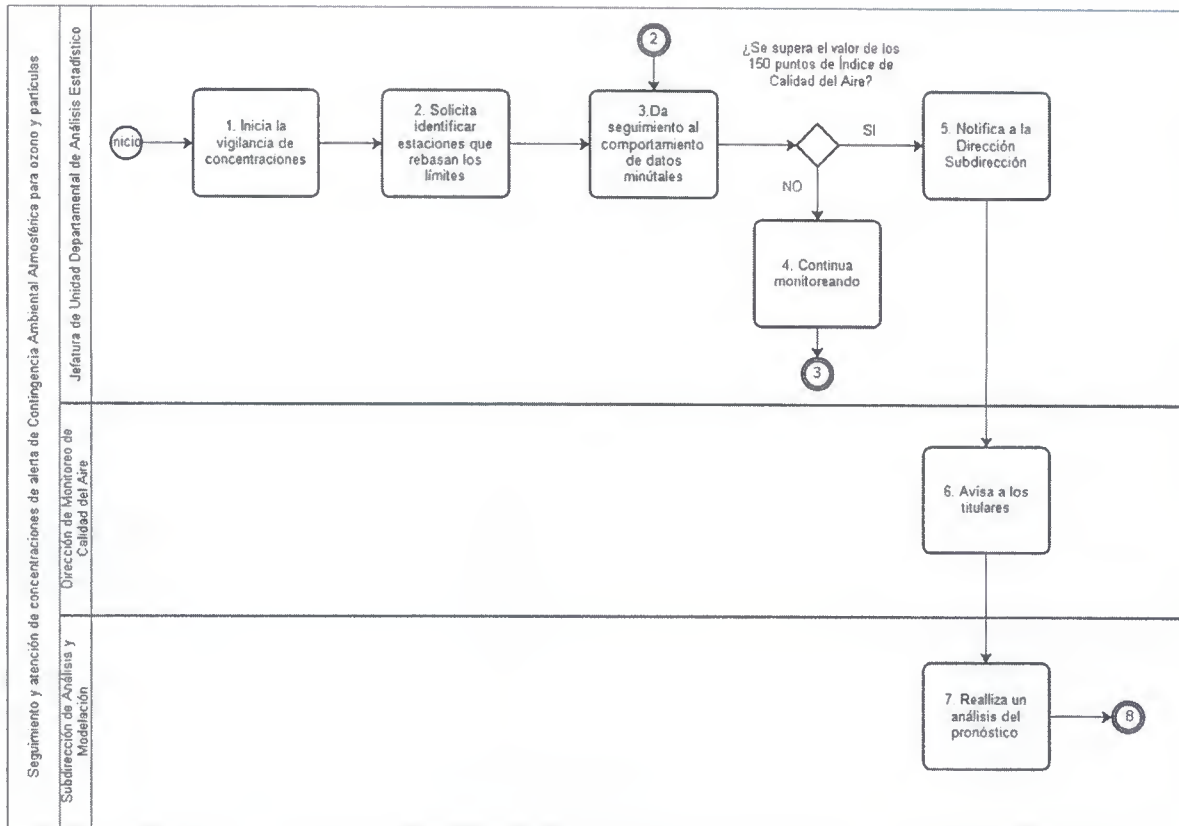 Seguimiento y atención de concentraciones de alerta de Contingencia Ambiental Atmosférica para ozono y partículas
Jefatura de Unidad Departamental de Análisis Estadístico
nicio
1. Inicia la
vigilancia de
concentraciones
2. Solicita
identificar
estaciones que
rebasan los
límites
2
3.Da
seguimiento al
comportamiento
de datos
minútales
¿Se supera el valor de los
150 puntos de Índice de
Calidad del Aire?
SI
NO
4. Continua
monitoreando
3
5. Notifica a la
Dirección
Subdirección
Dirección de Monitoreo de
Calidad del Aire
6. Avisa a los
titulares
Subdirección de Análisis y
Modelación
7. Realliza un
análisis del
pronóstico
8